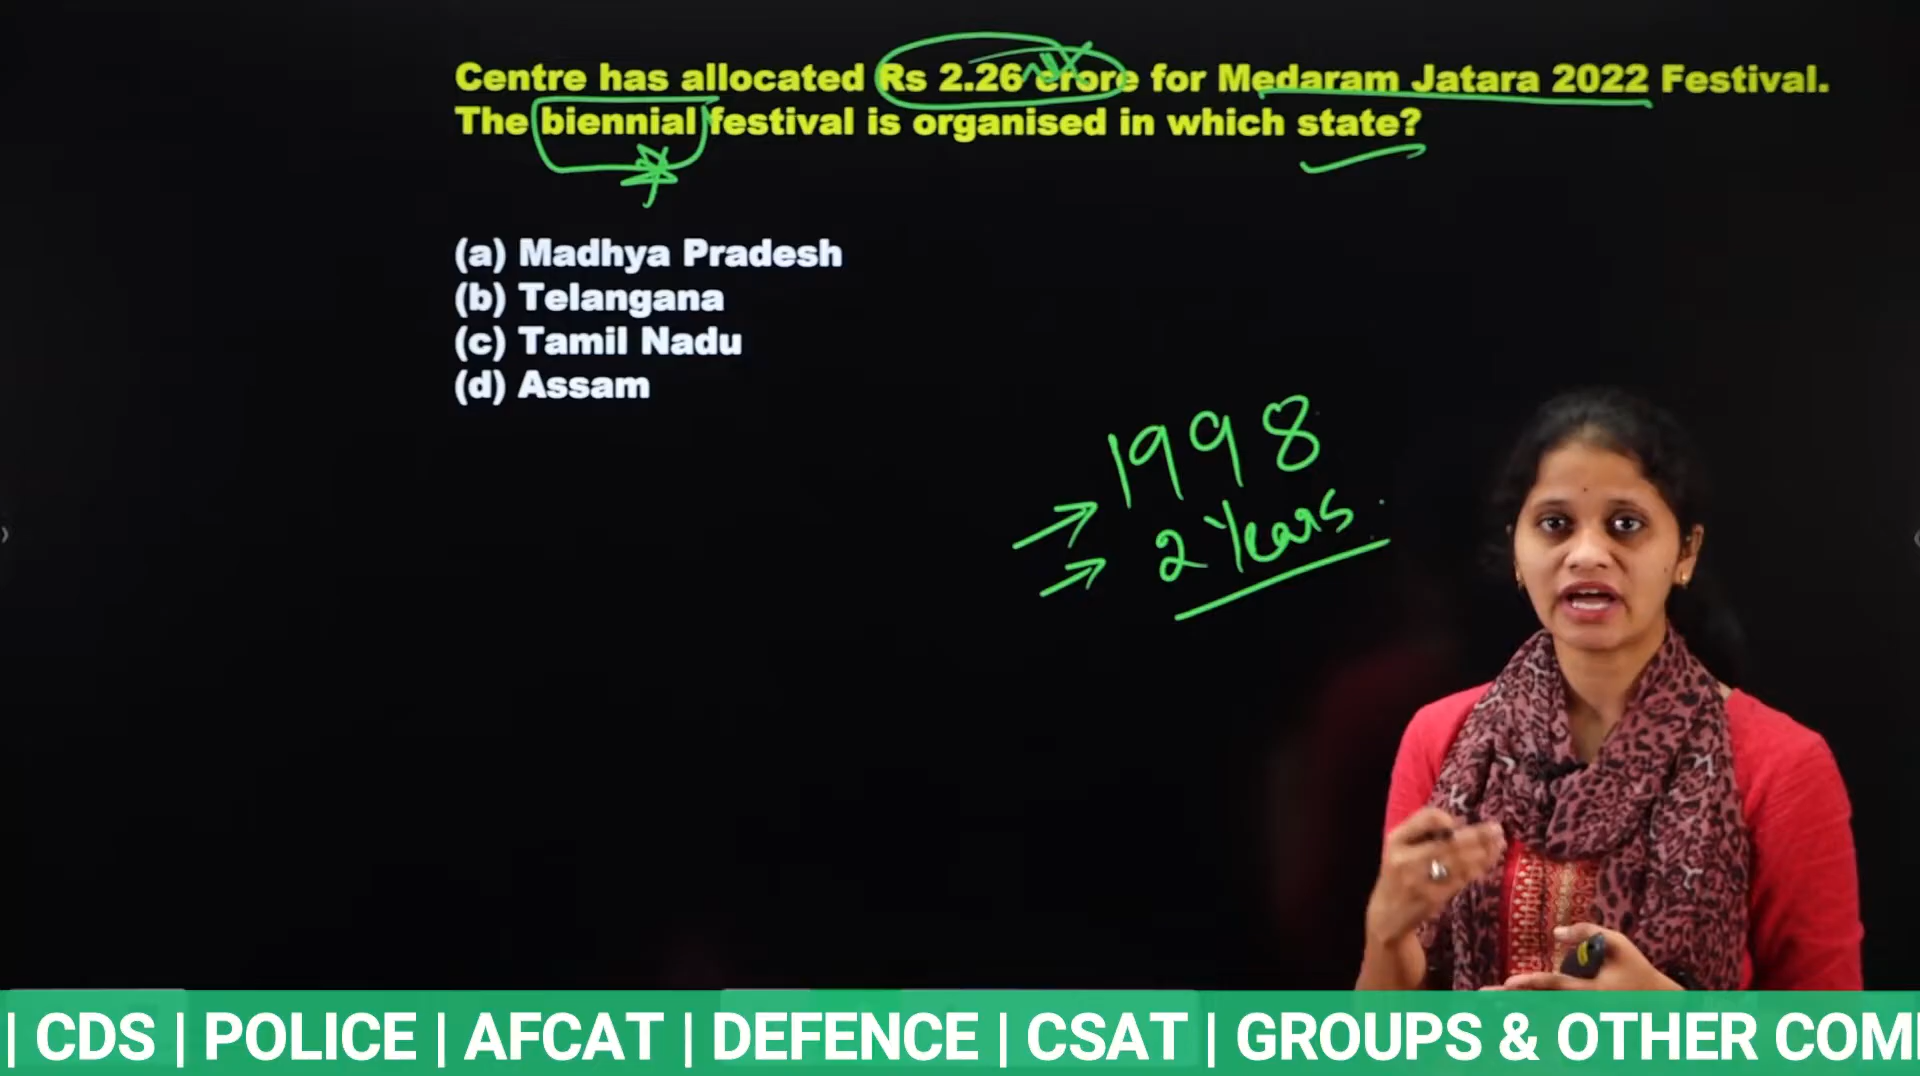 Centre has allocated Rs 2.26 crore for Medaram Jatara 2022 Festival.
The biennial festival is organised in which state?
(a) Madhya Pradesh
(b) Telangana
(c) Tamil Nadu
(d) Assam
1998
2 Years
| CDS | POLICE | AFCAT | DEFENCE | CSAT | GROUPS & OTHER COM